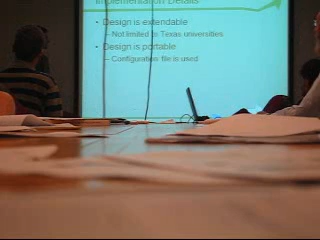 Implementation Details
• Design is extendable
– Not limited to Texas universities
• Design is portable
– Configuration file is used